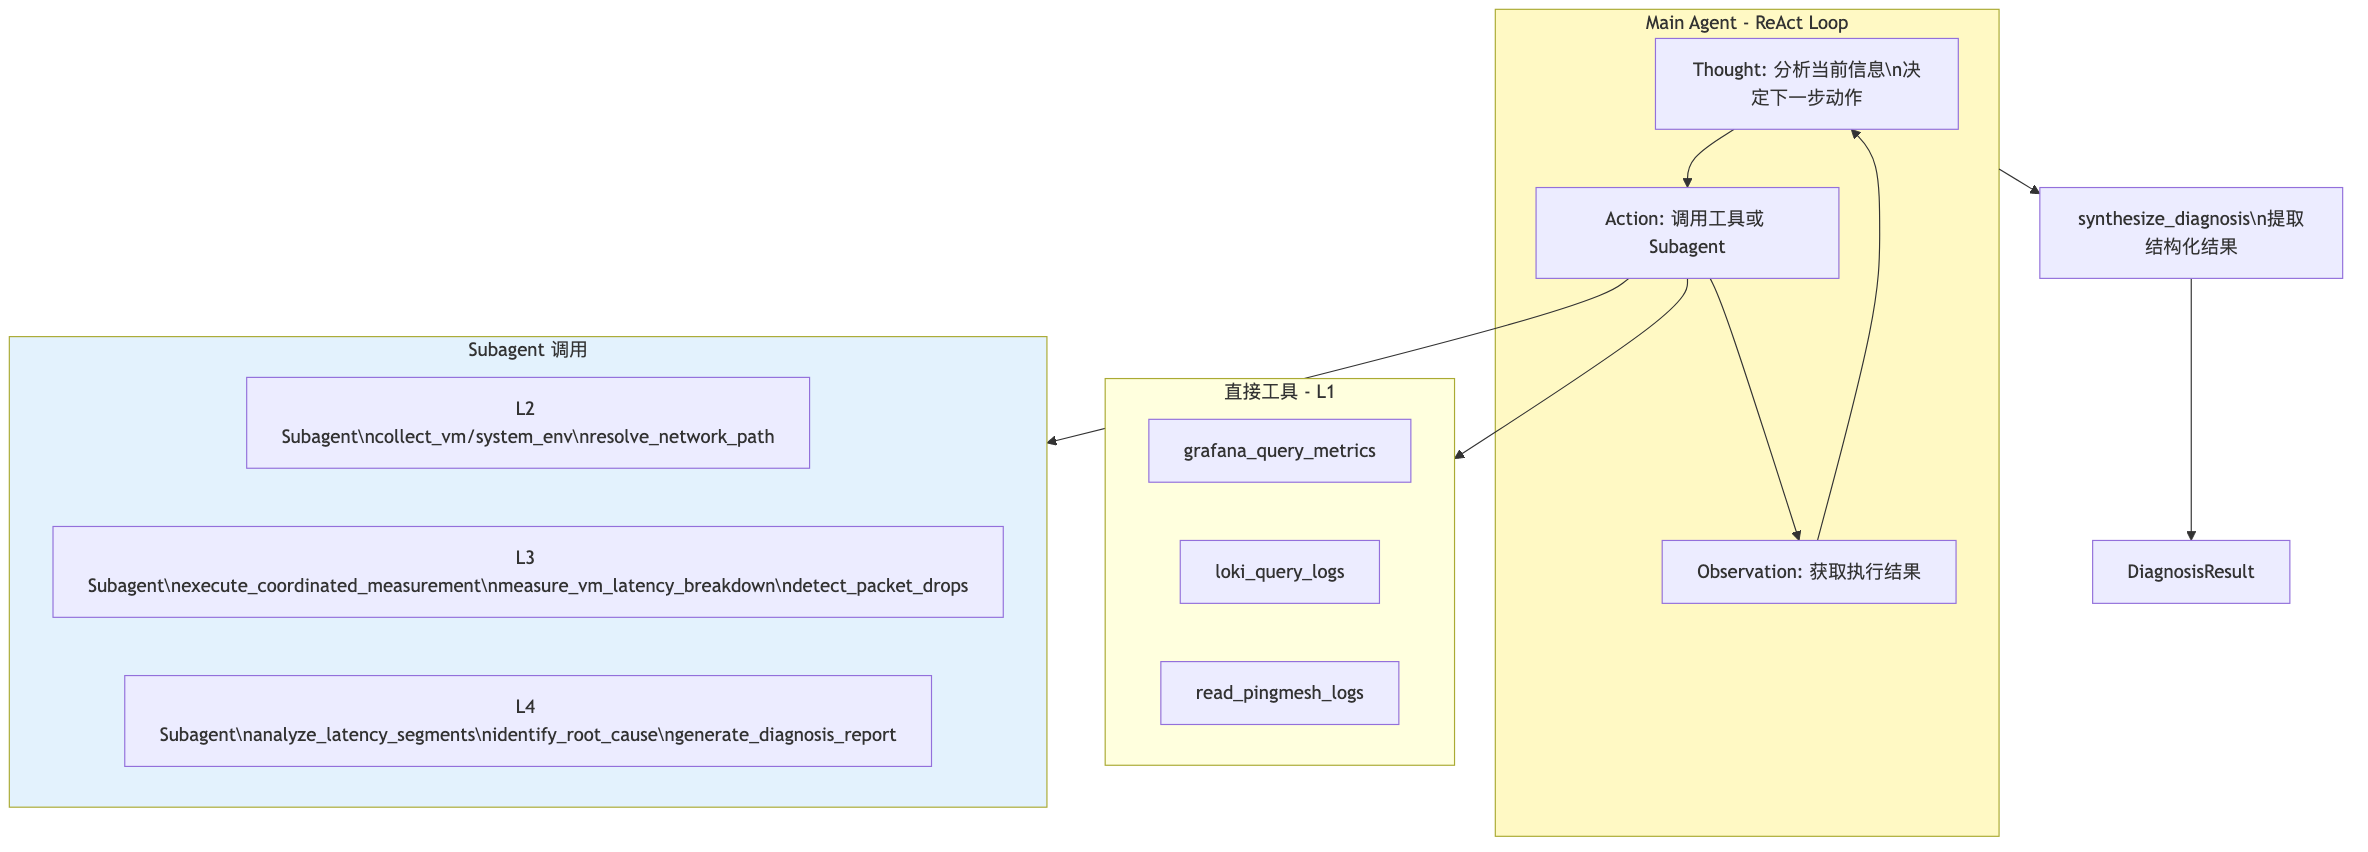 Main Agent - ReAct Loop
Thought: 分析当前信息\n决
定下一步动作
Action: 调用工具或
Subagent
synthesize_diagnosis\n提取
结构化结果
Subagent 调用
L2
Subagent\ncollect_vm/system_env\nresolve_network_path
L3
Subagent\nexecute_coordinated_measurement\nmeasure_vm_latency_breakdown\ndetect_packet_drops
L4
Subagent\nanalyze_latency_segments\nidentify_root_cause\ngenerate_diagnosis_report
直接工具 - L1
grafana_query_metrics
loki_query_logs
read_pingmesh_logs
Observation: 获取执行结果
DiagnosisResult